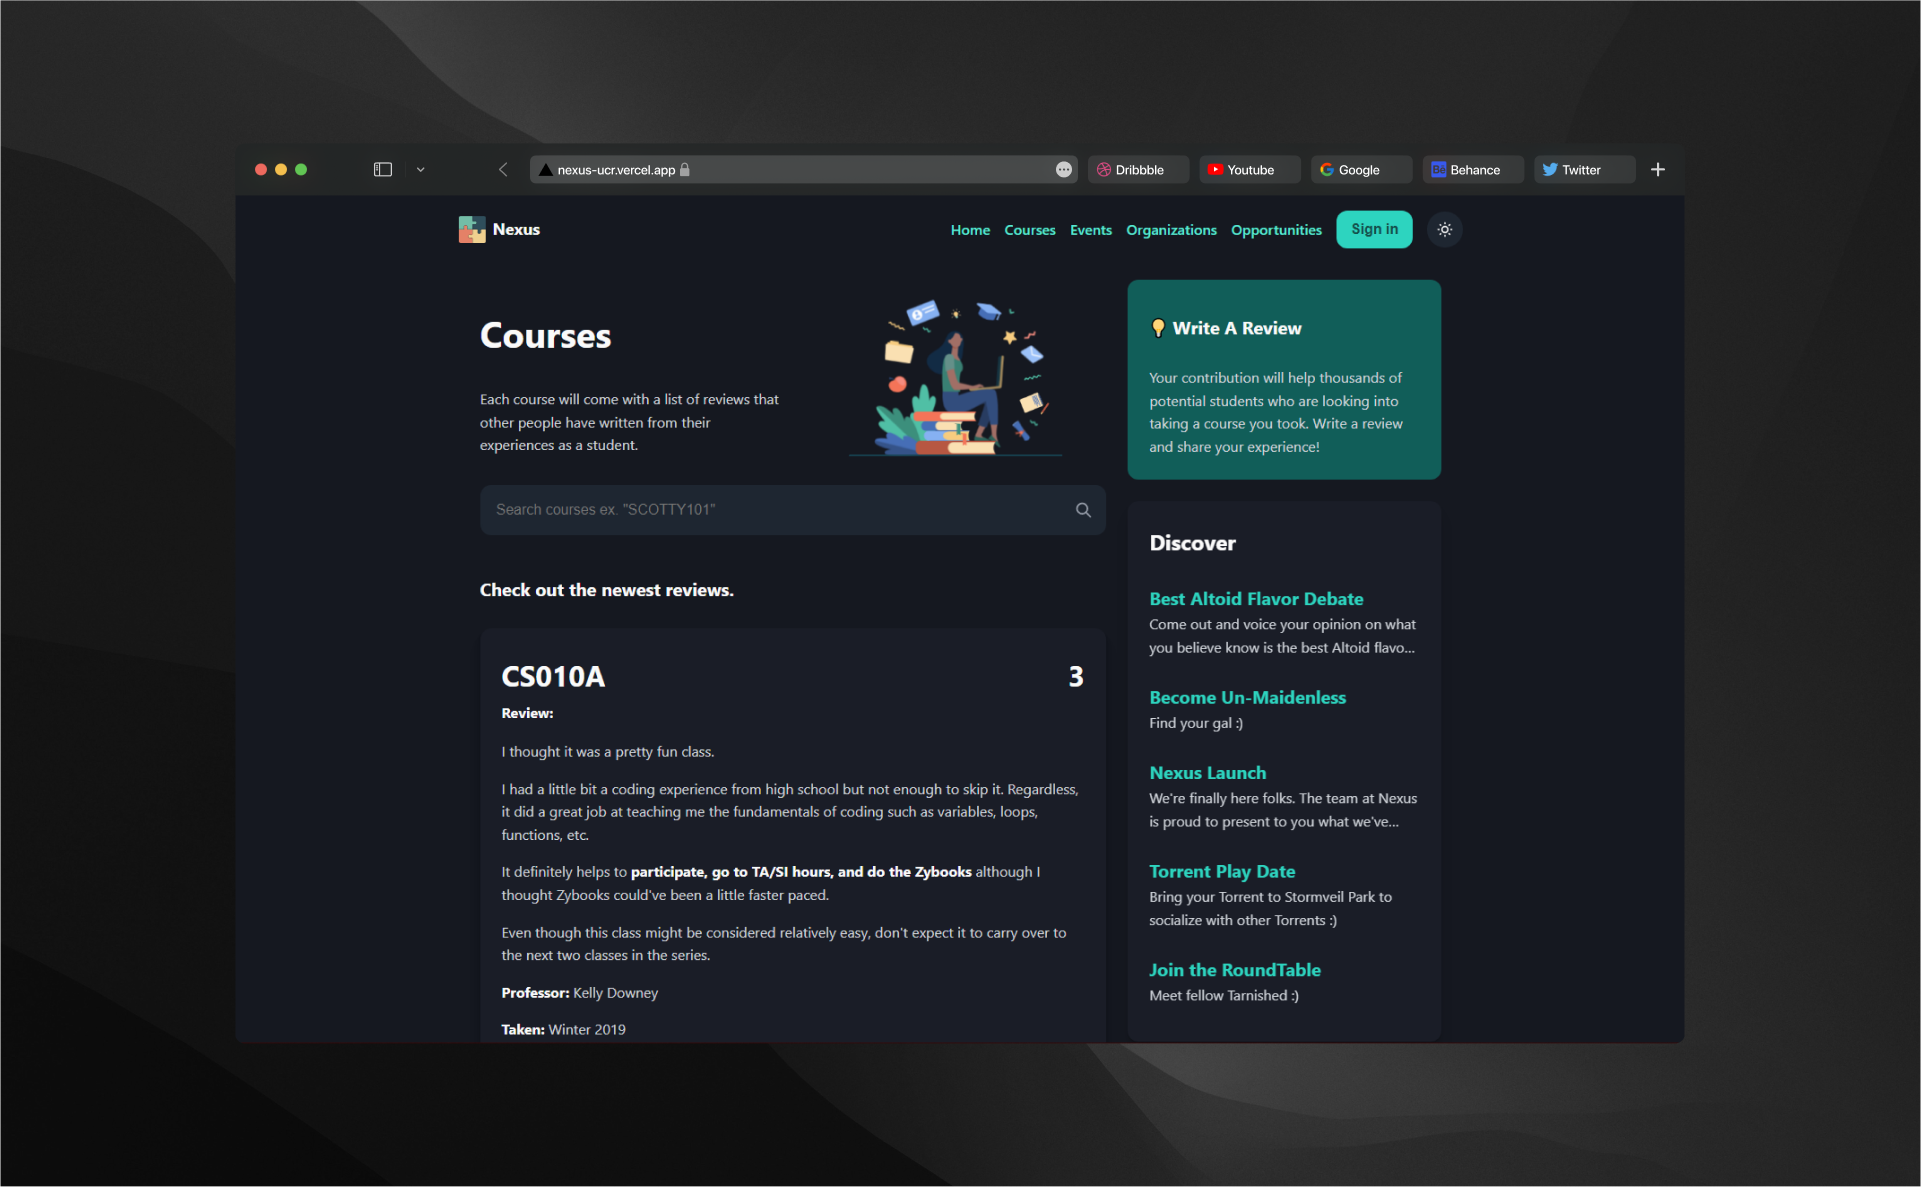 nexus-ucr.vercel.app
Dribbble
Youtube
Google
Be Behance
Twitter
Nexus
Home
Courses
Events
Organizations
Opportunities
Sign in
Courses
Each course will come with a list of reviews that
other people have written from their
experiences as a student.
Search courses ex. "SCOTTY101"
Check out the newest reviews.
CS010A
3
Review:
I thought it was a pretty fun class.
I had a little bit a coding experience from high school but not enough to skip it. Regardless,
it did a great job at teaching me the fundamentals of coding such as variables, loops,
functions, etc.
It definitely helps to participate, go to TA/SI hours, and do the Zybooks although I
thought Zybooks could've been a little faster paced.
Even though this class might be considered relatively easy, don't expect it to carry over to
the next two classes in the series.
Professor: Kelly Downey
Taken: Winter 2019
Write A Review
Your contribution will help thousands of
potential students who are looking into
taking a course you took. Write a review
and share your experience!
Discover
Best Altoid Flavor Debate
Come out and voice your opinion on what
you believe know is the best Altoid flavo...
Become Un-Maidenless
Find your gal :)
Nexus Launch
We're finally here folks. The team at Nexus
is proud to present to you what we've...
Torrent Play Date
Bring your Torrent to Stormveil Park to
socialize with other Torrents :)
Join the RoundTable
Meet fellow Tarnished :)